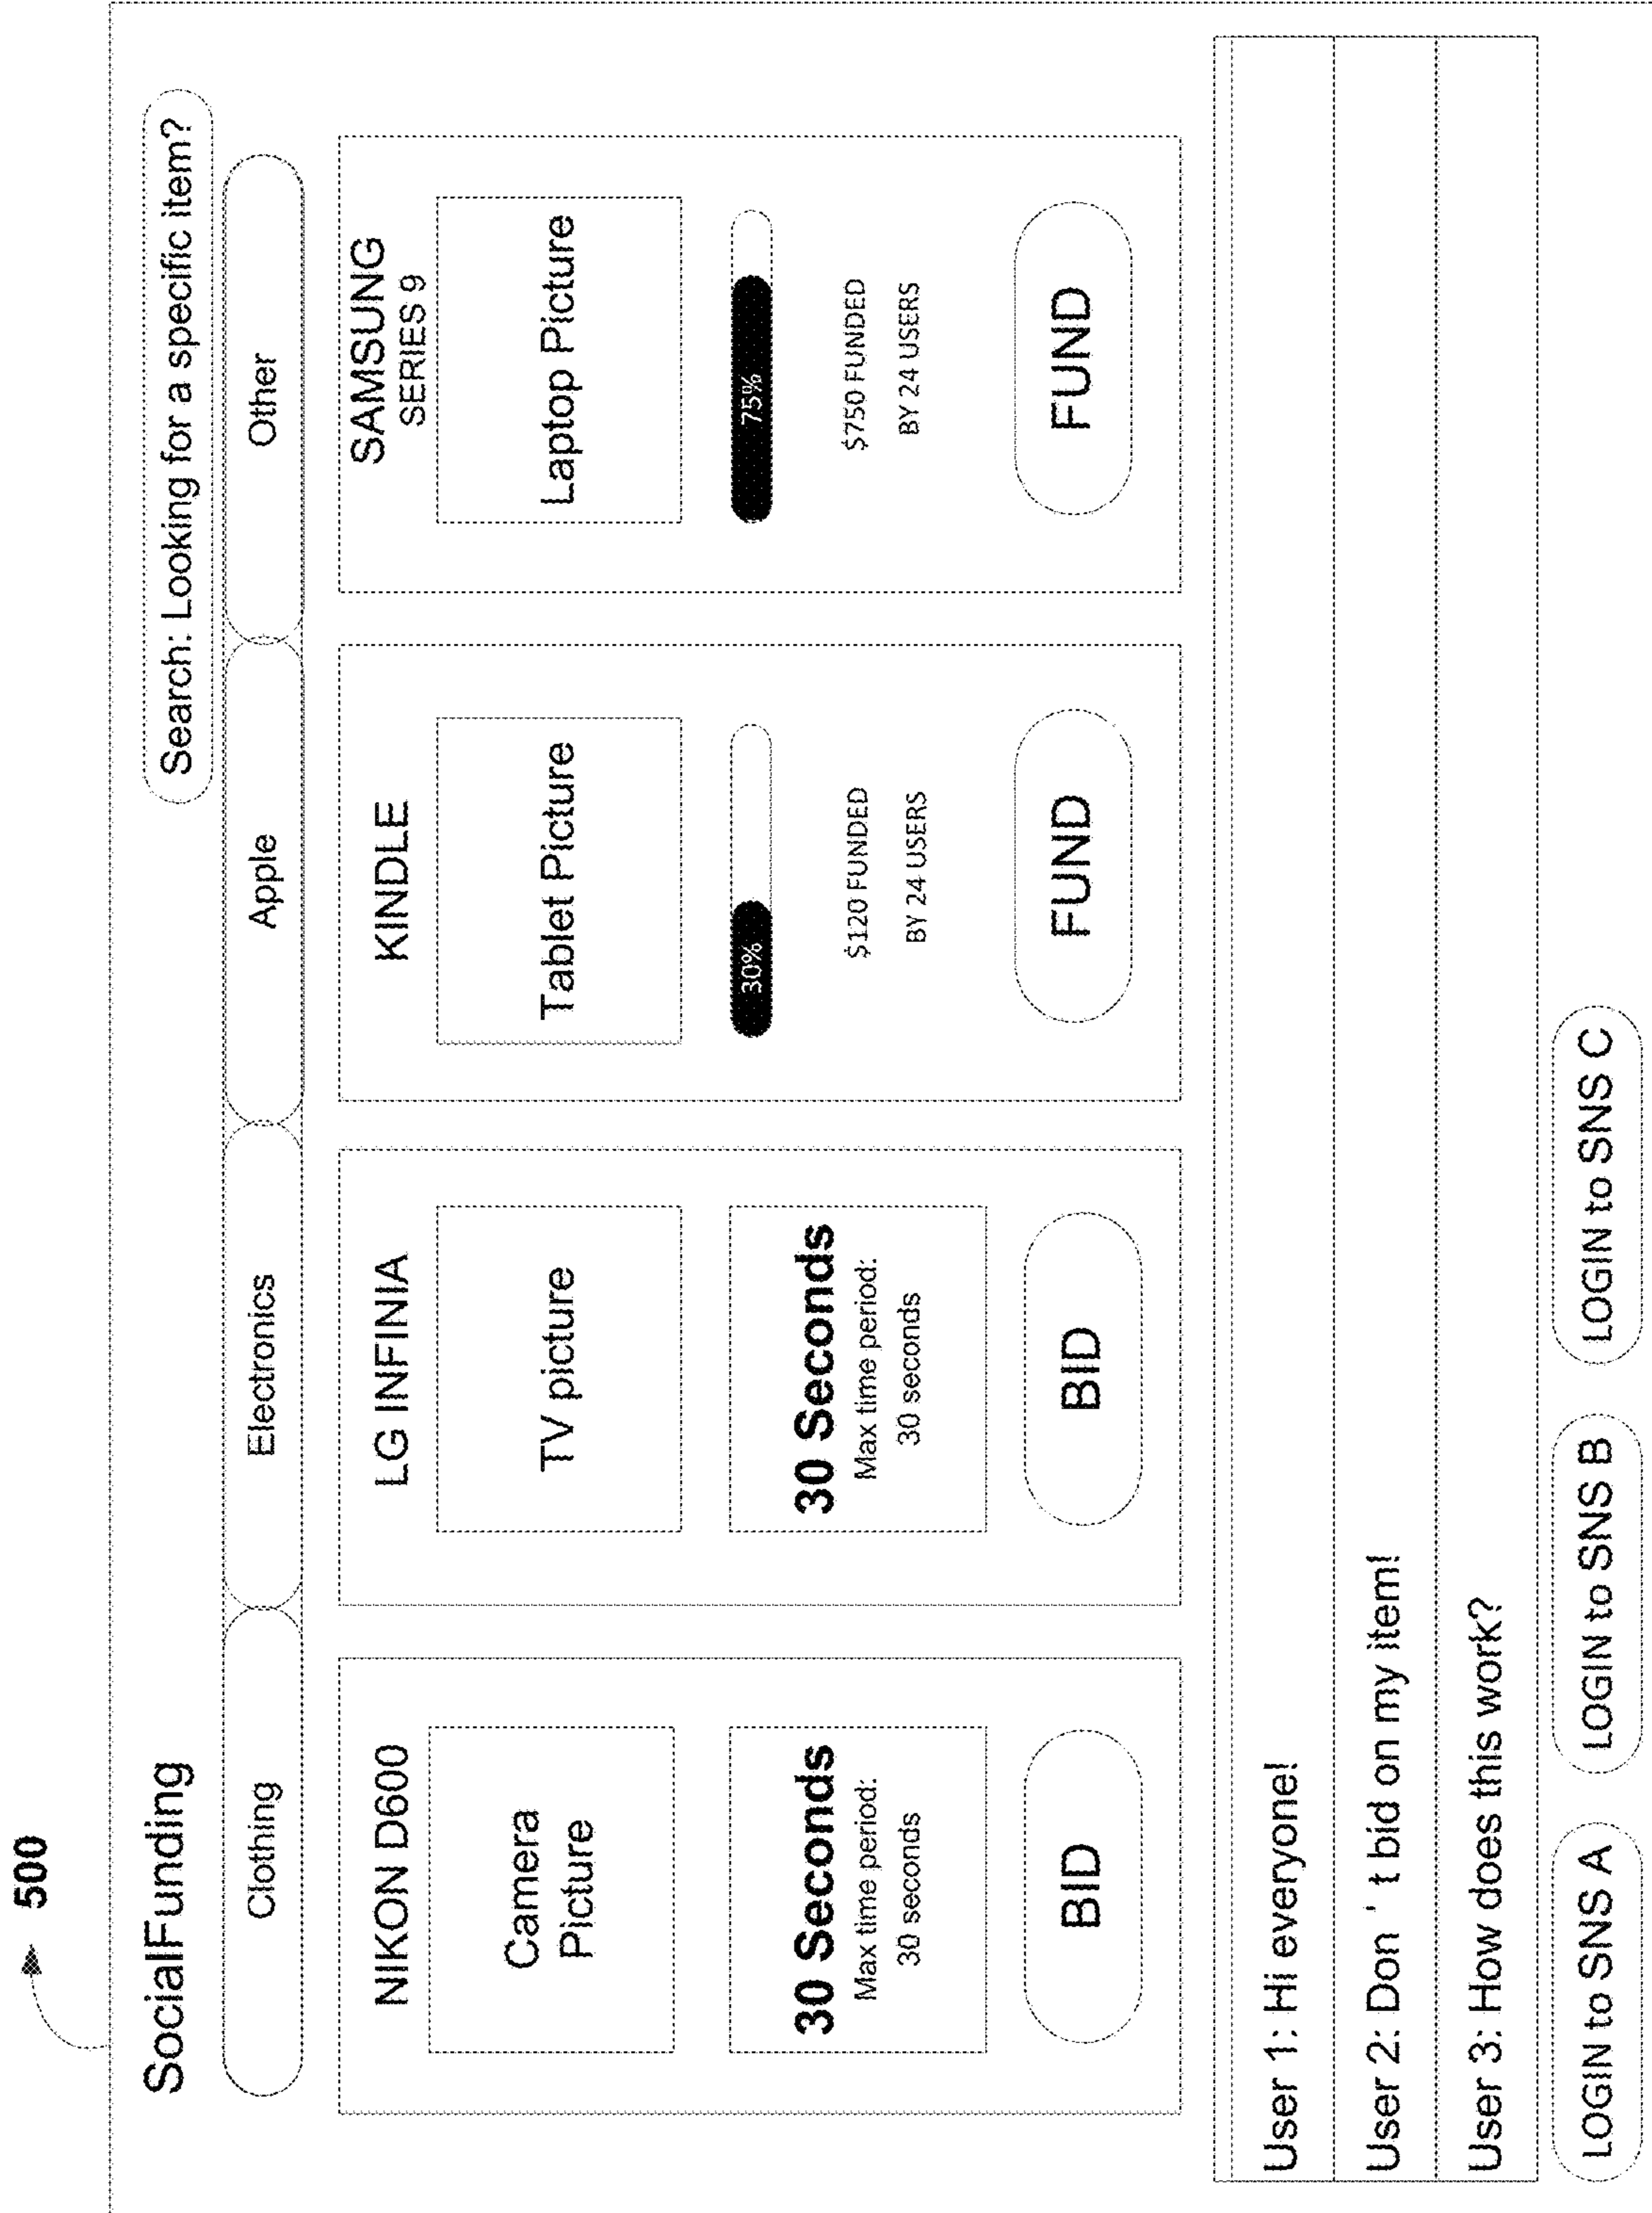 500
SocialFunding
Search: Looking for a specific item?
Clothing
Electronics
Apple
Other
NIKON D600
Camera
Picture
30 Seconds
Max time period:
30 seconds
BID
LG INFINIA
TV picture
30 Seconds
Max time period:
30 seconds
BID
KINDLE
Tablet Picture
30%
$120 FUNDED
BY 24 USERS
FUND
SAMSUNG
SERIES 9
Laptop Picture
75%
$750 FUNDED
BY 24 USERS
FUND
User 1: Hi everyone!
User 2: Don ' t bid on my item!
User 3: How does this work?
LOGIN to SNS A
LOGIN to SNS B
LOGIN to SNS C